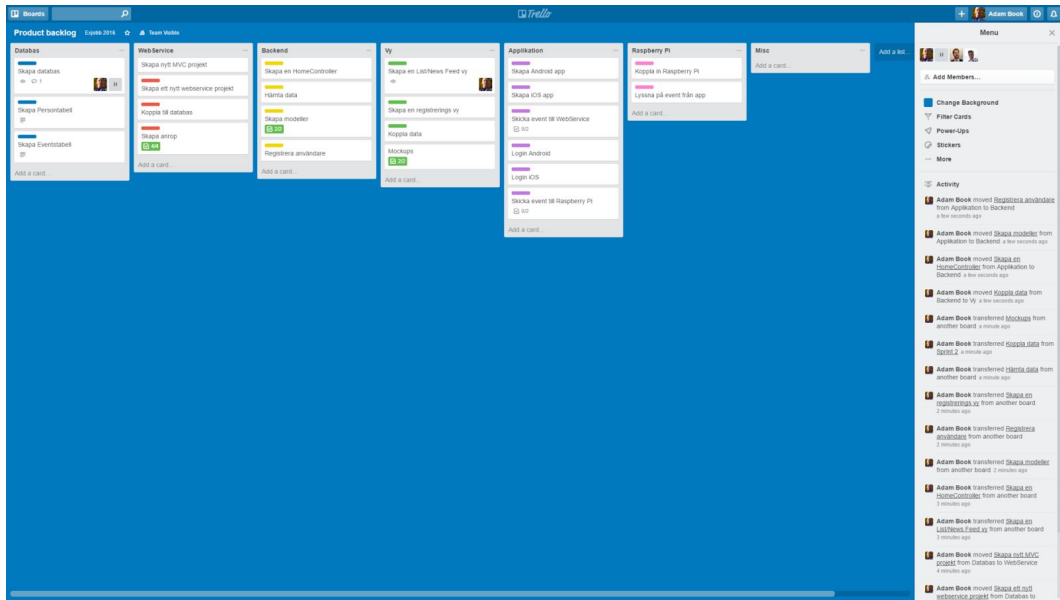 Boards
Trello
Adam Book
Product backlog Exjobb 2016 Team Visible
Databas
Skapa databas
1
H
Skapa Persontabell
Skapa Eventstabell
Add a card...
WebService
Skapa nytt MVC projekt
Skapa ett nytt webservice projekt
Koppla till databas
Skapa anrop
4/4
Add a card...
Backend
Skapa en HomeController
Hämta data
Skapa modeller
2/2
Registrera användare
Add a card...
Vy
Skapa en List/News Feed vy
Skapa en registrerings vy
Koppla data
Mockups
2/2
Add a card...
Applikation
Skapa Android app
Skapa iOS app
Skicka event till WebService
0/2
Login Android
Login iOS
Skicka event till Raspberry Pi
0/2
Add a card...
Raspberry Pi
Koppla in Raspberry Pi
Lyssna på event från app
Add a card...
Misc
Add a card...
Add a list...
Menu
H
Add Members...
Change Background
Filter Cards
Power-Ups
Stickers
More
Activity
Adam Book moved Registrera användare
from Applikation to Backend
a few seconds ago
Adam Book moved Skapa modeller from
Applikation to Backend a few seconds ago
Adam Book moved Skapa en
HomeController from Applikation to
Backend a few seconds ago
Adam Book moved Koppla data from
Backend to Vy a few seconds ago
Adam Book transferred Mockups from
another board a minute ago
Adam Book transferred Koppla data from
Sprint 2 a minute ago
Adam Book transferred Hämta data from
another board a minute ago
Adam Book transferred Skapa en
registrerings vy from another board
2 minutes ago
Adam Book transferred Registrera
användare from another board
2 minutes ago
Adam Book transferred Skapa modeller
from another board 2 minutes ago
Adam Book transferred Skapa en
HomeController from another board
3 minutes ago
Adam Book transferred Skapa en
List/News Feed vy from another board
3 minutes ago
Adam Book moved Skapa nytt MVC
projekt from Databas to WebService
4 minutes ago
Adam Book moved Skapa ett nytt
webservice projekt from Databas to